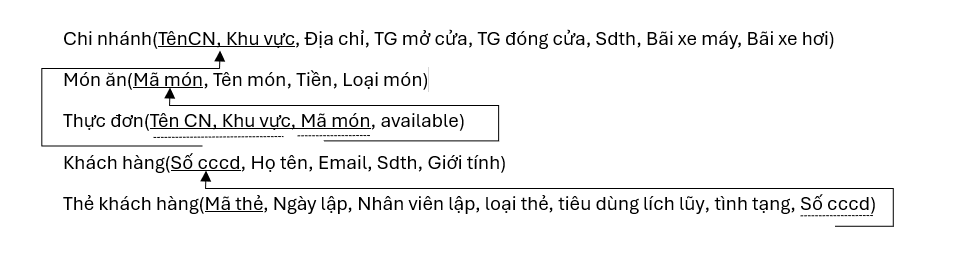 Chi nhánh(TênCN, Khu vực, Địa chỉ, TG mở cửa, TG đóng cửa, Sdth, Bãi xe máy, Bãi xe hơi)
Món ăn(Mã món, Tên món, Tiền, Loại món)
Thực đơn(Tên CN, Khu vực, Mã món, available)
Khách hàng(Số cccd, Họ tên, Email, Sdth, Giới tính)
Thẻ khách hàng(Mã thẻ, Ngày lập, Nhân viên lập, loại thẻ, tiêu dùng lích lũy, tình tạng, Số cccd)